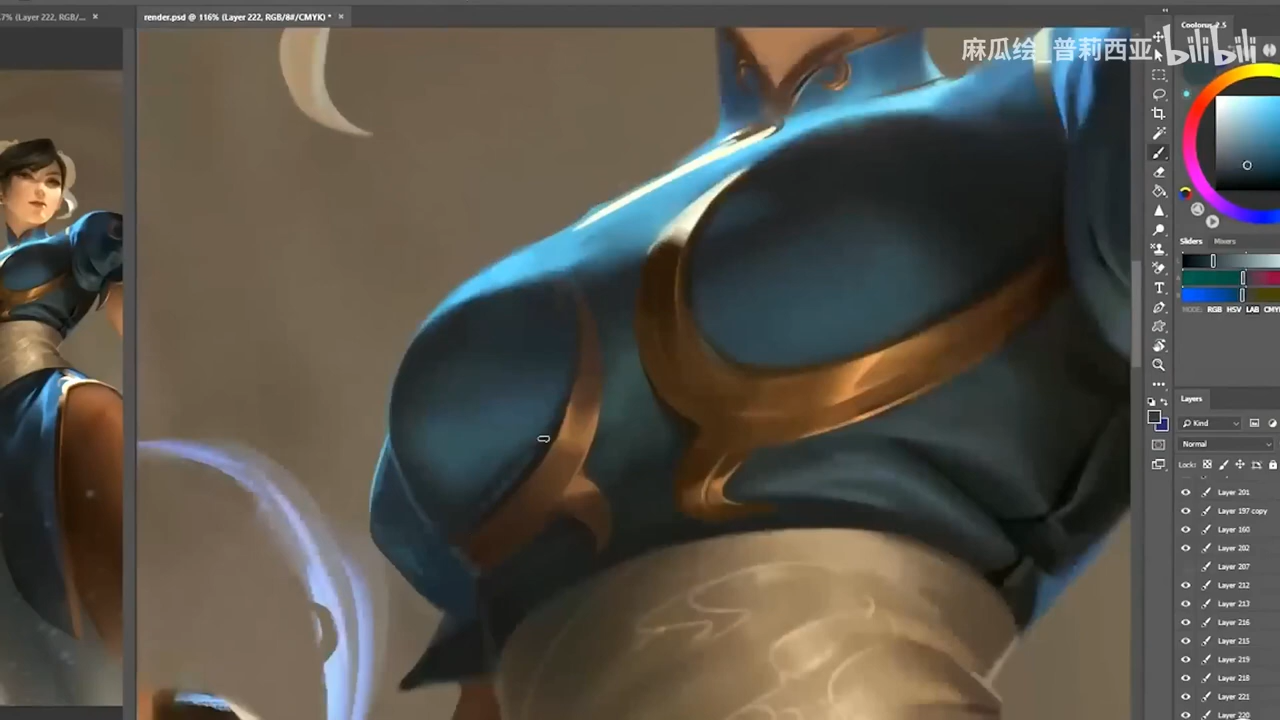 7% (Layer 222, RGB/... ×
render.psd @ 116% (Layer 222, RGB/8#/CMYK) * ×
Coolorus 2.5
麻瓜绘_普莉西亚 bilibili
Sliders Mixers
MODE: RGB HSV LAB CMY
Layers
Kind
Normal
Lock:
Layer 201
Layer 197 copy
Layer 160
Layer 202
Layer 207
Layer 212
Layer 213
Layer 216
Layer 215
Layer 219
Layer 218
Layer 221
Layer 220